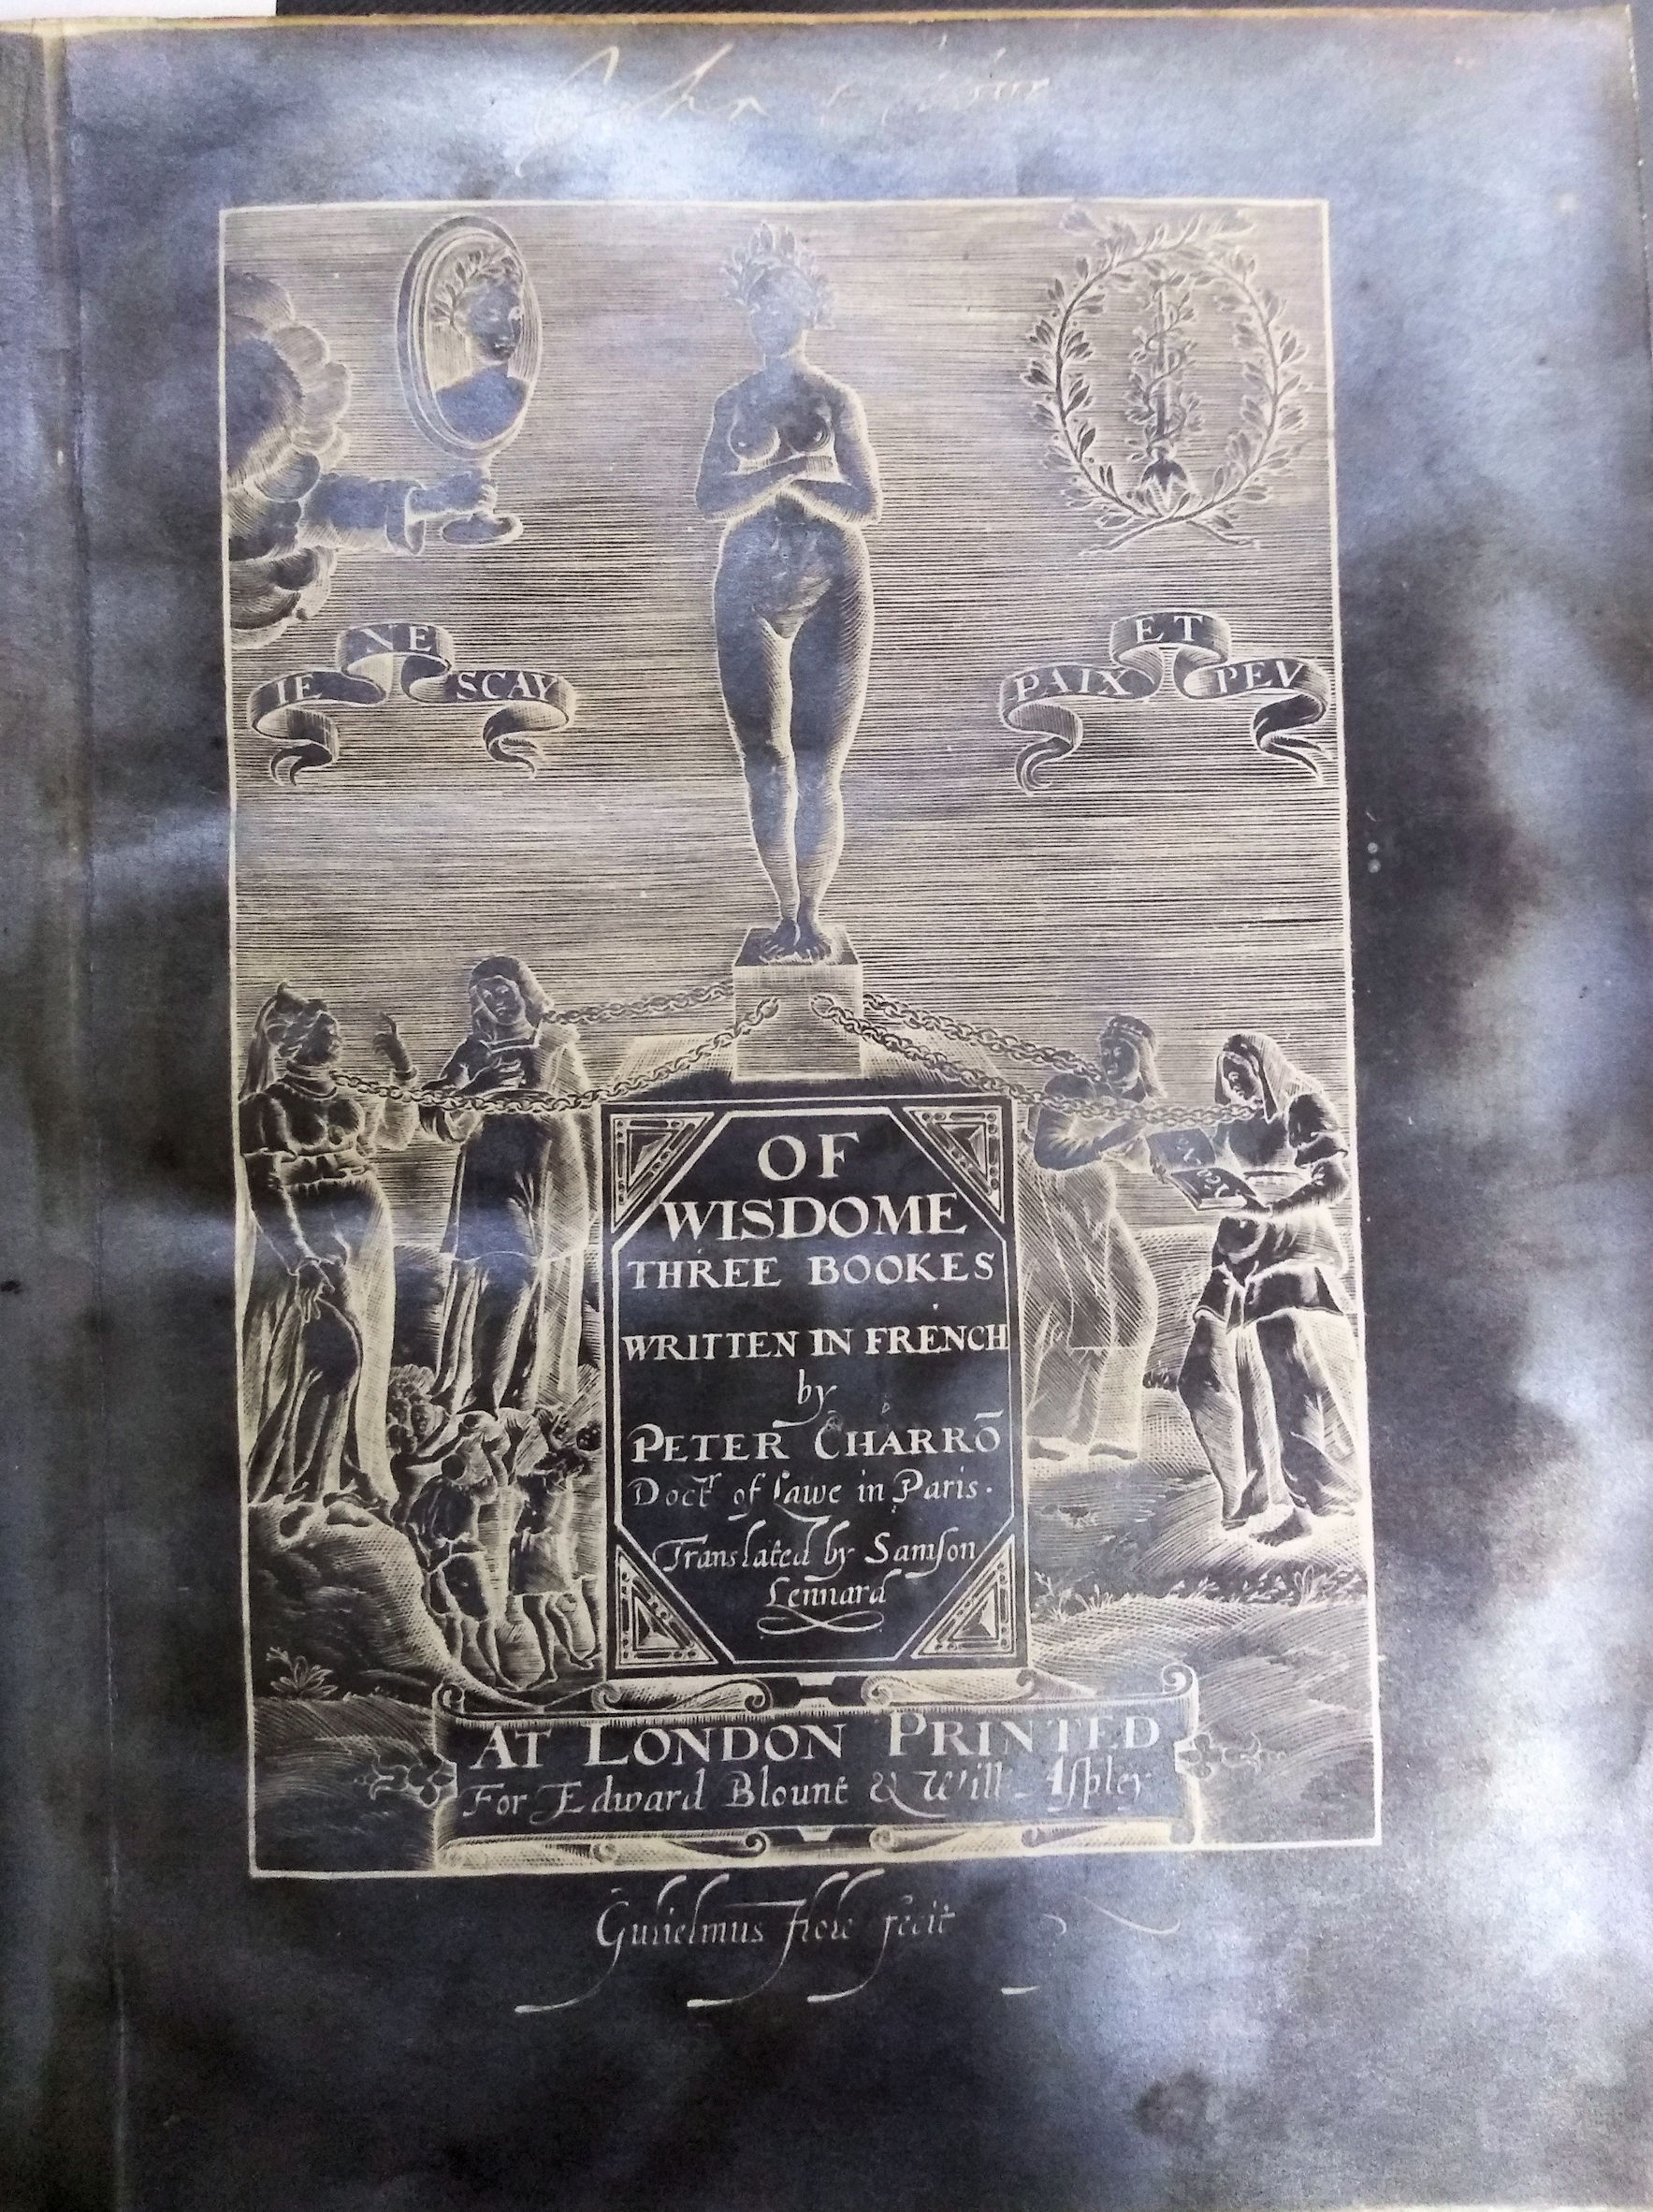 IE NE SCAY
PAIX ET PEV
OF
WISDOME
THREE BOOKES
WRITTEN IN FRENCH
by
PETER CHARRŌ
Doctr of Lawe in Paris.
Translated by Samſon
Lennard
AT LONDON PRINTED
For Edward Blount & Will Aſpley
Gulielmus Hole fecit